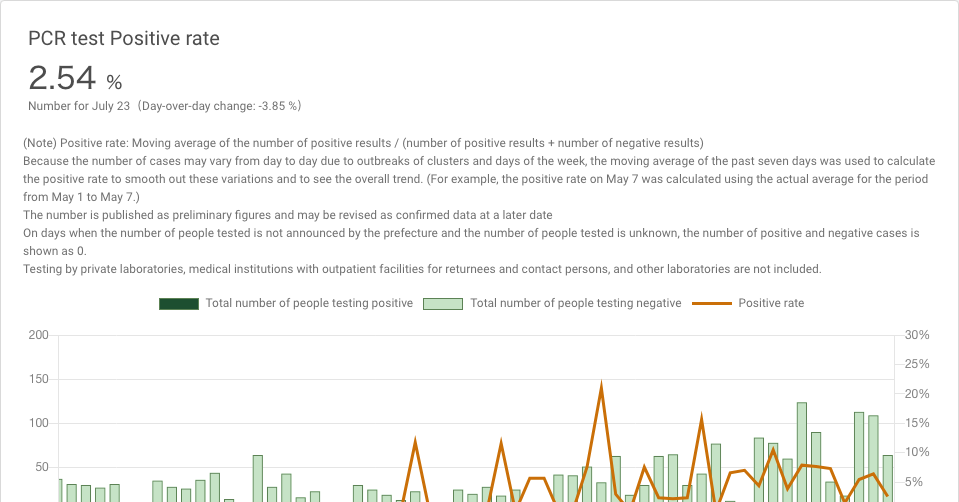 PCR test Positive rate
2.54 %
Number for July 23 (Day-over-day change: -3.85 %)
(Note) Positive rate: Moving average of the number of positive results / (number of positive results + number of negative results)
Because the number of cases may vary from day to day due to outbreaks of clusters and days of the week, the moving average of the past seven days was used to calculate
the positive rate to smooth out these variations and to see the overall trend. (For example, the positive rate on May 7 was calculated using the actual average for the period
from May 1 to May 7.)
The number is published as preliminary figures and may be revised as confirmed data at a later date
On days when the number of people tested is not announced by the prefecture and the number of people tested is unknown, the number of positive and negative cases is
shown as 0.
Testing by private laboratories, medical institutions with outpatient facilities for returnees and contact persons, and other laboratories are not included.
Total number of people testing positive Total number of people testing negative Positive rate
200 30%
25%
150 20%
100 15%
50 10%
5%